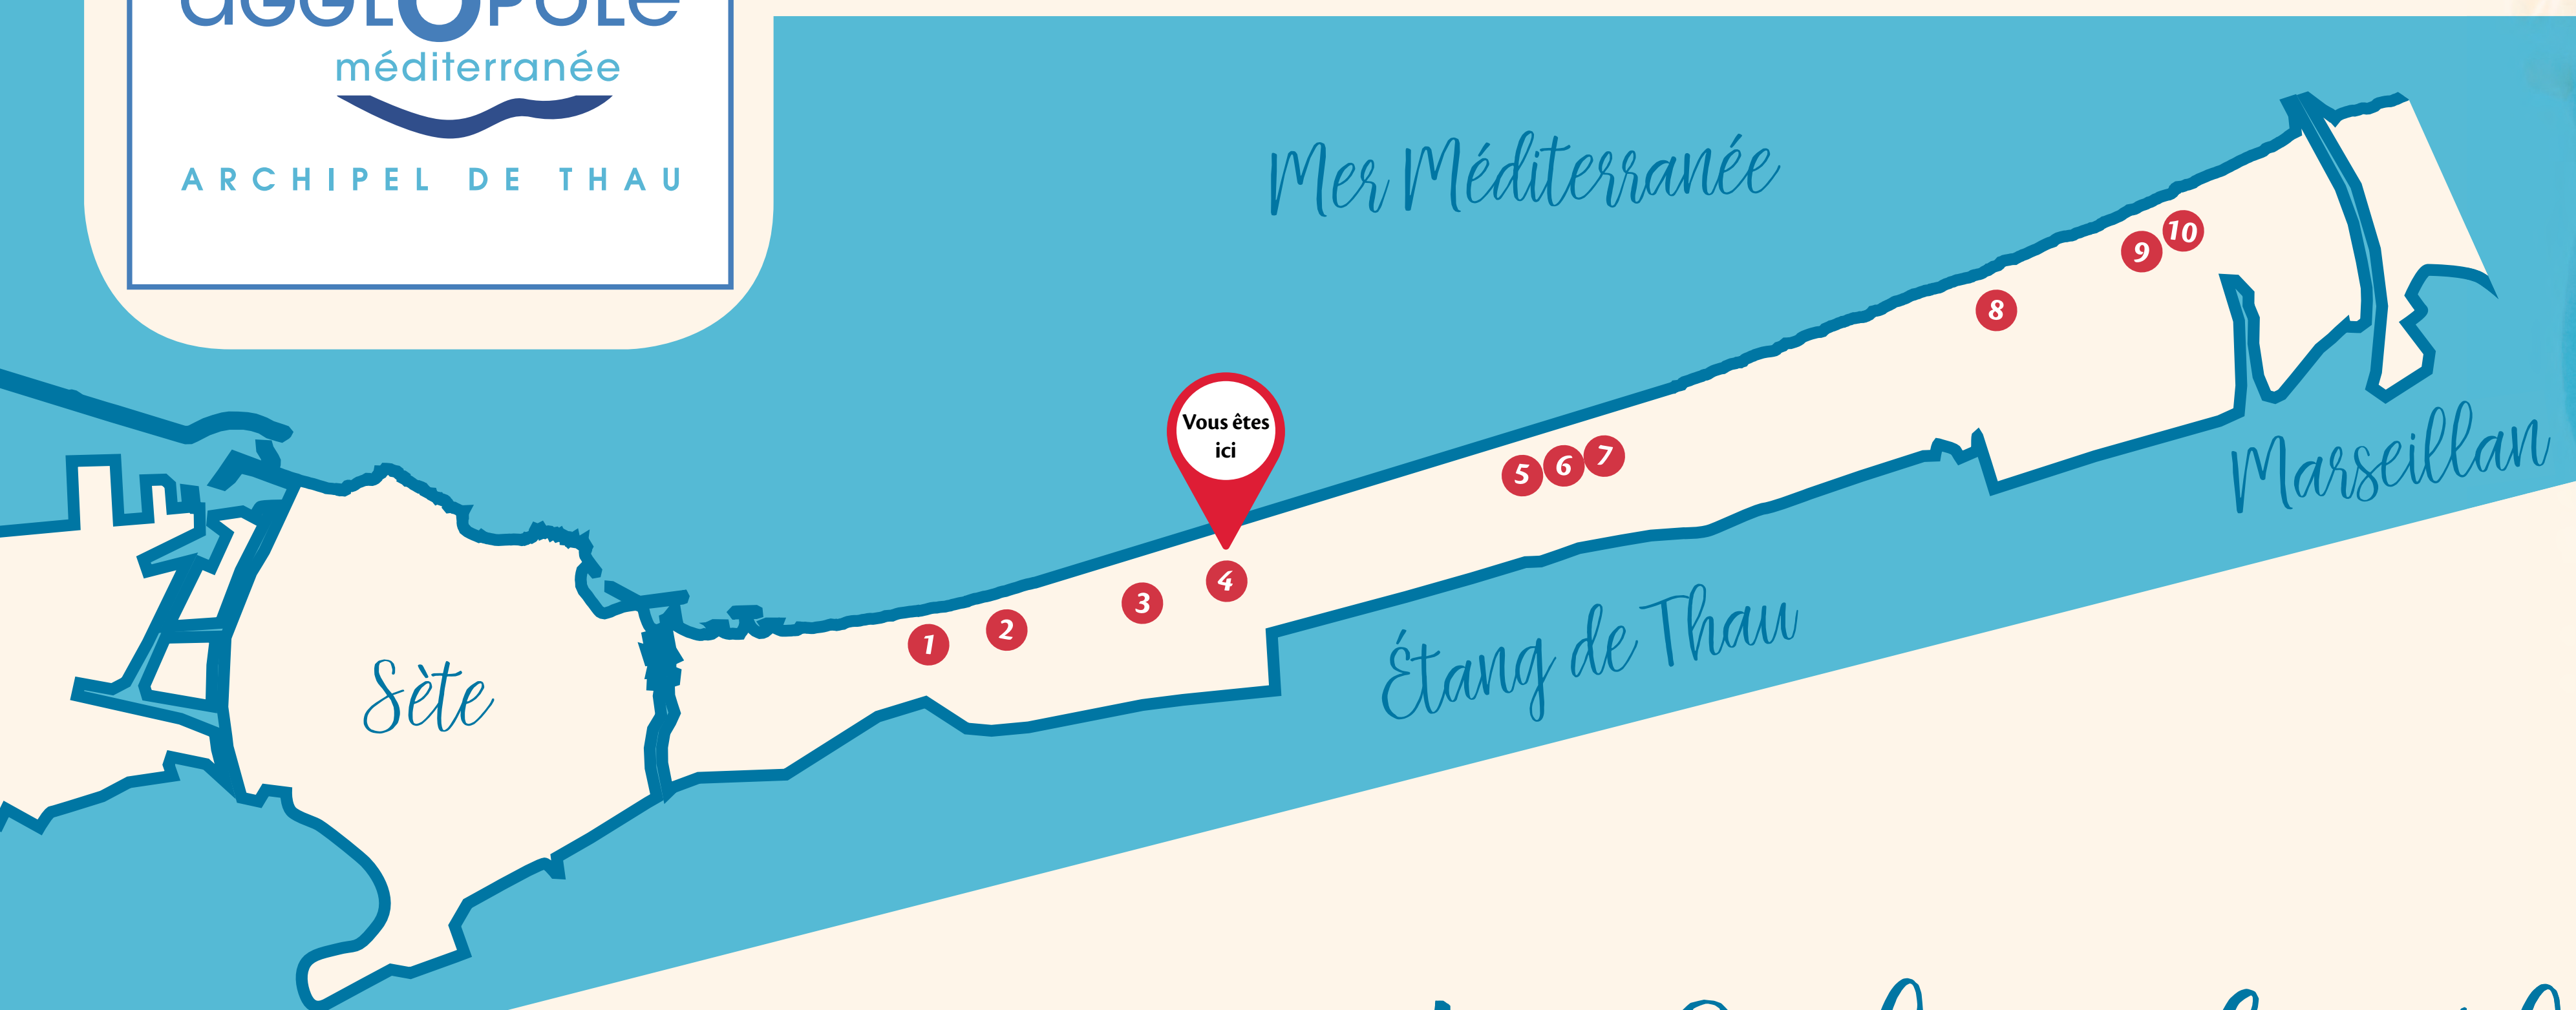 aGGLOPOLe
méditerranée
ARCHIPEL DE THAU
Mer Méditerranée
10
9
8
Vous êtes
ici
7
6
5
4
3
2
1
Marseillan
Étang de Thau
Sète